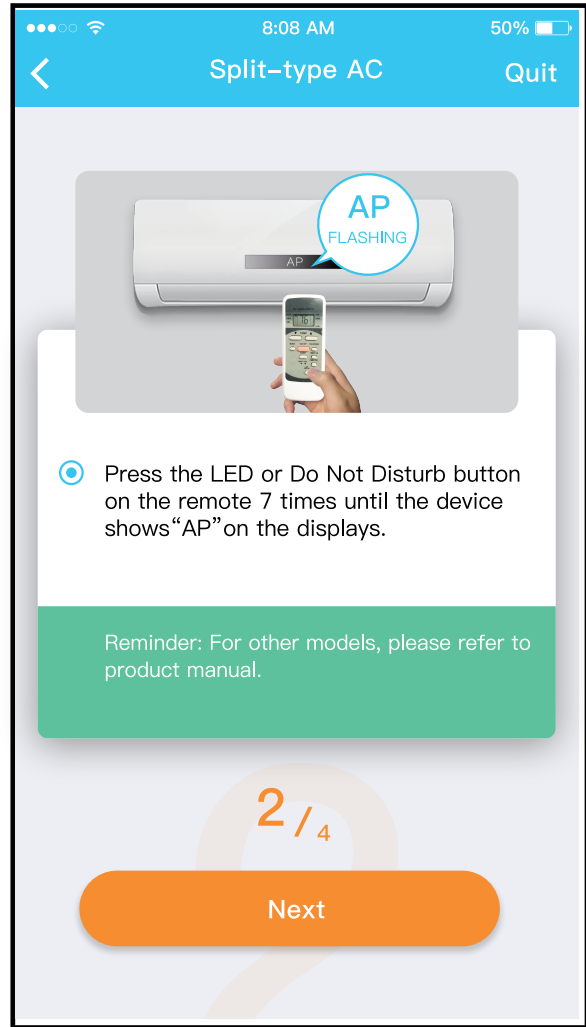 8:08 AM
50%
Split-type AC
Quit
AP
FLASHING
AP
Press the LED or Do Not Disturb button
on the remote 7 times until the device
shows“AP”on the displays.
Reminder: For other models, please refer to
product manual.
2/4
Next